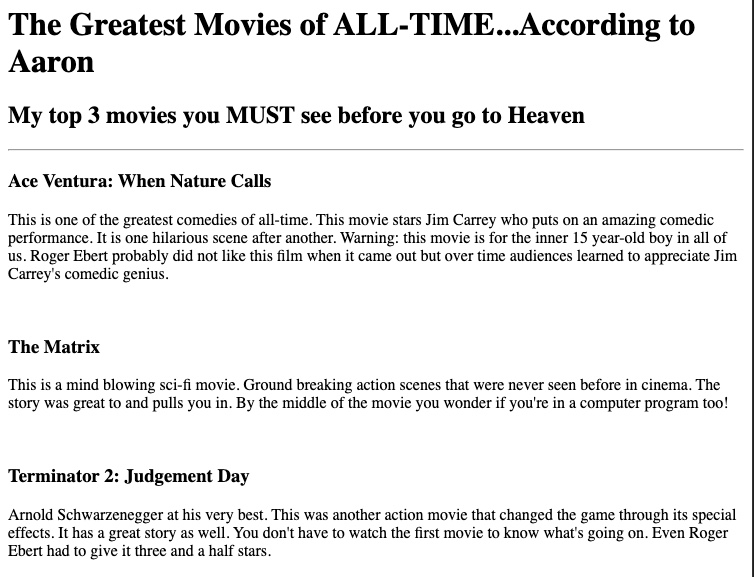 The Greatest Movies of ALL-TIME...According to
Aaron
My top 3 movies you MUST see before you go to Heaven
Ace Ventura: When Nature Calls
This is one of the greatest comedies of all-time. This movie stars Jim Carrey who puts on an amazing comedic
performance. It is one hilarious scene after another. Warning: this movie is for the inner 15 year-old boy in all of
us. Roger Ebert probably did not like this film when it came out but over time audiences learned to appreciate Jim
Carrey's comedic genius.
The Matrix
This is a mind blowing sci-fi movie. Ground breaking action scenes that were never seen before in cinema. The
story was great to and pulls you in. By the middle of the movie you wonder if you're in a computer program too!
Terminator 2: Judgement Day
Arnold Schwarzenegger at his very best. This was another action movie that changed the game through its special
effects. It has a great story as well. You don't have to watch the first movie to know what's going on. Even Roger
Ebert had to give it three and a half stars.